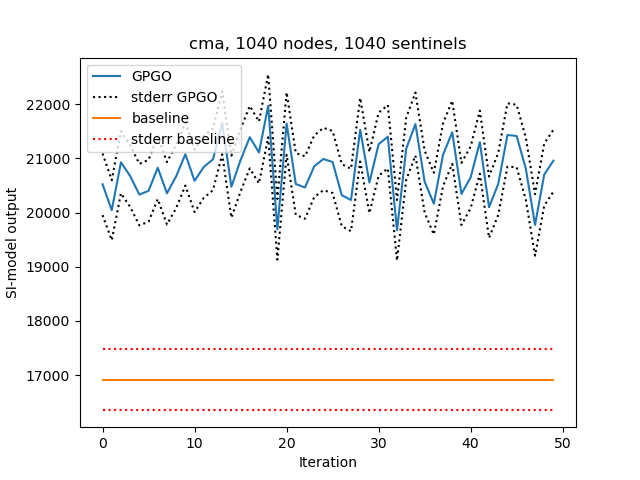 cma, 1040 nodes, 1040 sentinels
GPGO
stderr GPGO
baseline
stderr baseline
22000
21000
20000
19000
18000
17000
SI-model output
0 10 20 30 40 50
Iteration